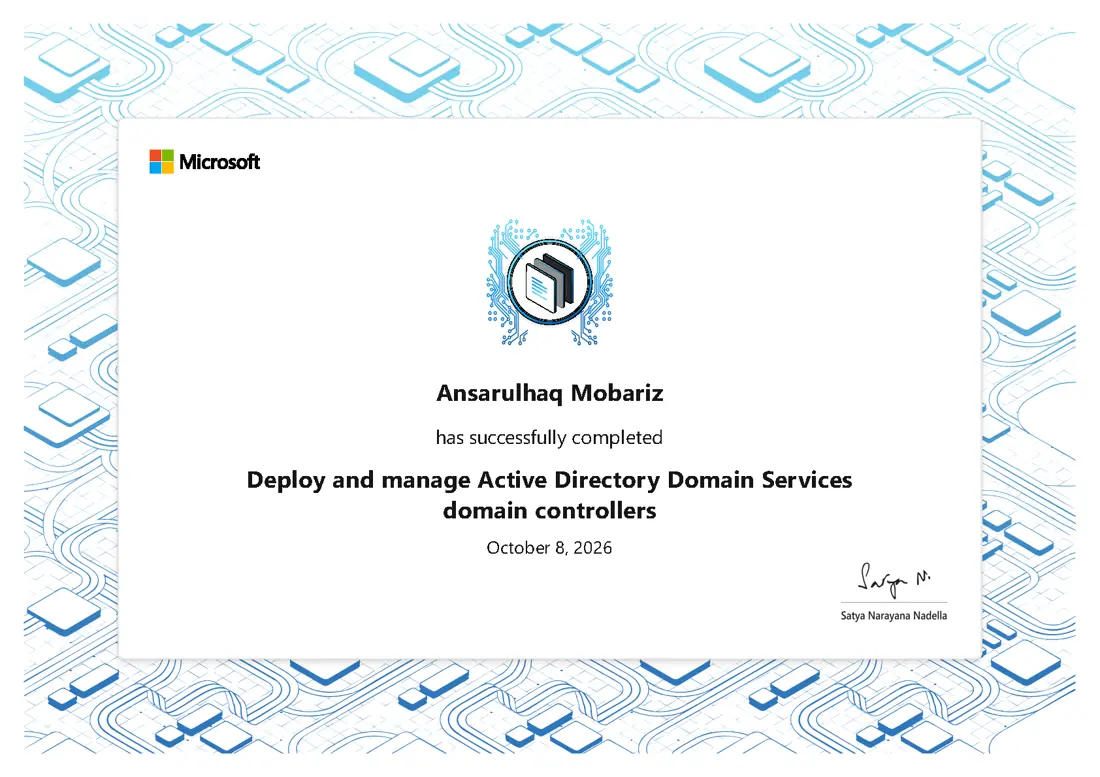 Microsoft
Ansarulhaq Mobariz
has successfully completed
Deploy and manage Active Directory Domain Services
domain controllers
October 8, 2026
Satya N.
Satya Narayana Nadella